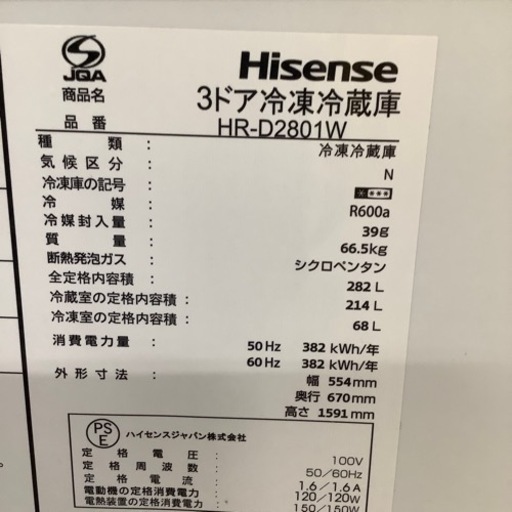 JQA
Hisense
商品名 3ドア冷凍冷蔵庫
品番 HR-D2801W
種類 : 冷凍冷蔵庫
気候区分 : N
冷凍庫の記号 : * ***
冷媒 : R600a
冷媒封入量 : 39g
質量 : 66.5kg
断熱発泡ガス : シクロペンタン
全定格内容積 : 282 L
冷蔵室の定格内容積 : 214 L
冷凍室の定格内容積 : 68 L
消費電力量 : 50 Hz 382 kWh/年
60 Hz 382 kWh/年
外形寸法 : 幅 554mm
奥行 670mm
高さ 1591mm
PSE ハイセンスジャパン株式会社
定格電圧 : 100V
定格周波数 : 50/60Hz
定格電流 : 1.6/1.6A
電動機の定格消費電力 : 120/120W
電熱装置の定格消費電力 : 150/150W